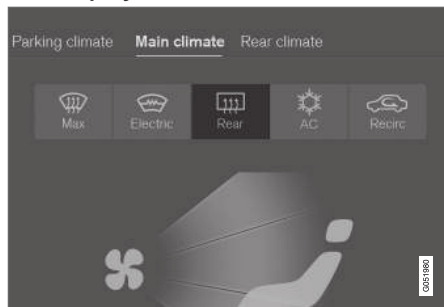 Parking climate Main climate Rear climate
Max Electric Rear AC Recirc
G051980